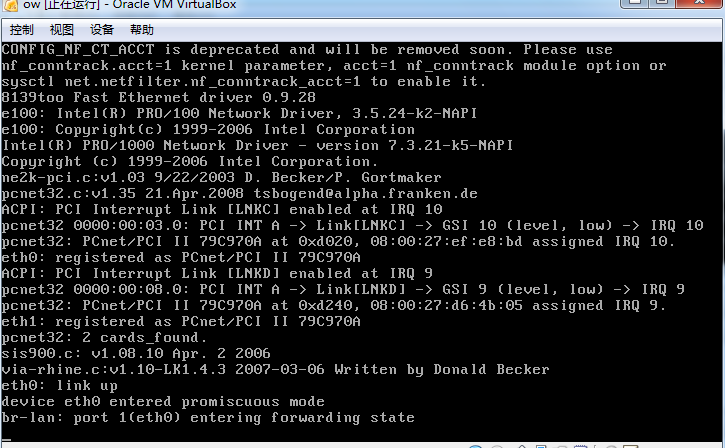 ow [正在运行] - Oracle VM VirtualBox
控制 视图 设备 帮助
CONFIG_NF_CT_ACCT is deprecated and will be removed soon. Please use
nf_conntrack.acct=1 kernel parameter, acct=1 nf_conntrack module option or
sysctl net.netfilter.nf_conntrack_acct=1 to enable it.
8139too Fast Ethernet driver 0.9.28
e100: Intel(R) PRO/100 Network Driver, 3.5.24-k2-NAPI
e100: Copyright(c) 1999-2006 Intel Corporation
Intel(R) PRO/1000 Network Driver - version 7.3.21-k5-NAPI
Copyright (c) 1999-2006 Intel Corporation.
ne2k-pci.c:v1.03 9/22/2003 D. Becker/P. Gortmaker
pcnet32.c:v1.35 21.Apr.2008 tsbogend@alpha.franken.de
ACPI: PCI Interrupt Link [LNKC] enabled at IRQ 10
pcnet32 0000:00:03.0: PCI INT A -> Link[LNKC] -> GSI 10 (level, low) -> IRQ 10
pcnet32: PCnet/PCI II 79C970A at 0xd020, 08:00:27:ef:e8:bd assigned IRQ 10.
eth0: registered as PCnet/PCI II 79C970A
ACPI: PCI Interrupt Link [LNKD] enabled at IRQ 9
pcnet32 0000:00:08.0: PCI INT A -> Link[LNKD] -> GSI 9 (level, low) -> IRQ 9
pcnet32: PCnet/PCI II 79C970A at 0xd240, 08:00:27:d6:4b:05 assigned IRQ 9.
eth1: registered as PCnet/PCI II 79C970A
pcnet32: 2 cards_found.
sis900.c: v1.08.10 Apr. 2 2006
via-rhine.c:v1.10-LK1.4.3 2007-03-06 Written by Donald Becker
eth0: link up
device eth0 entered promiscuous mode
br-lan: port 1(eth0) entering forwarding state